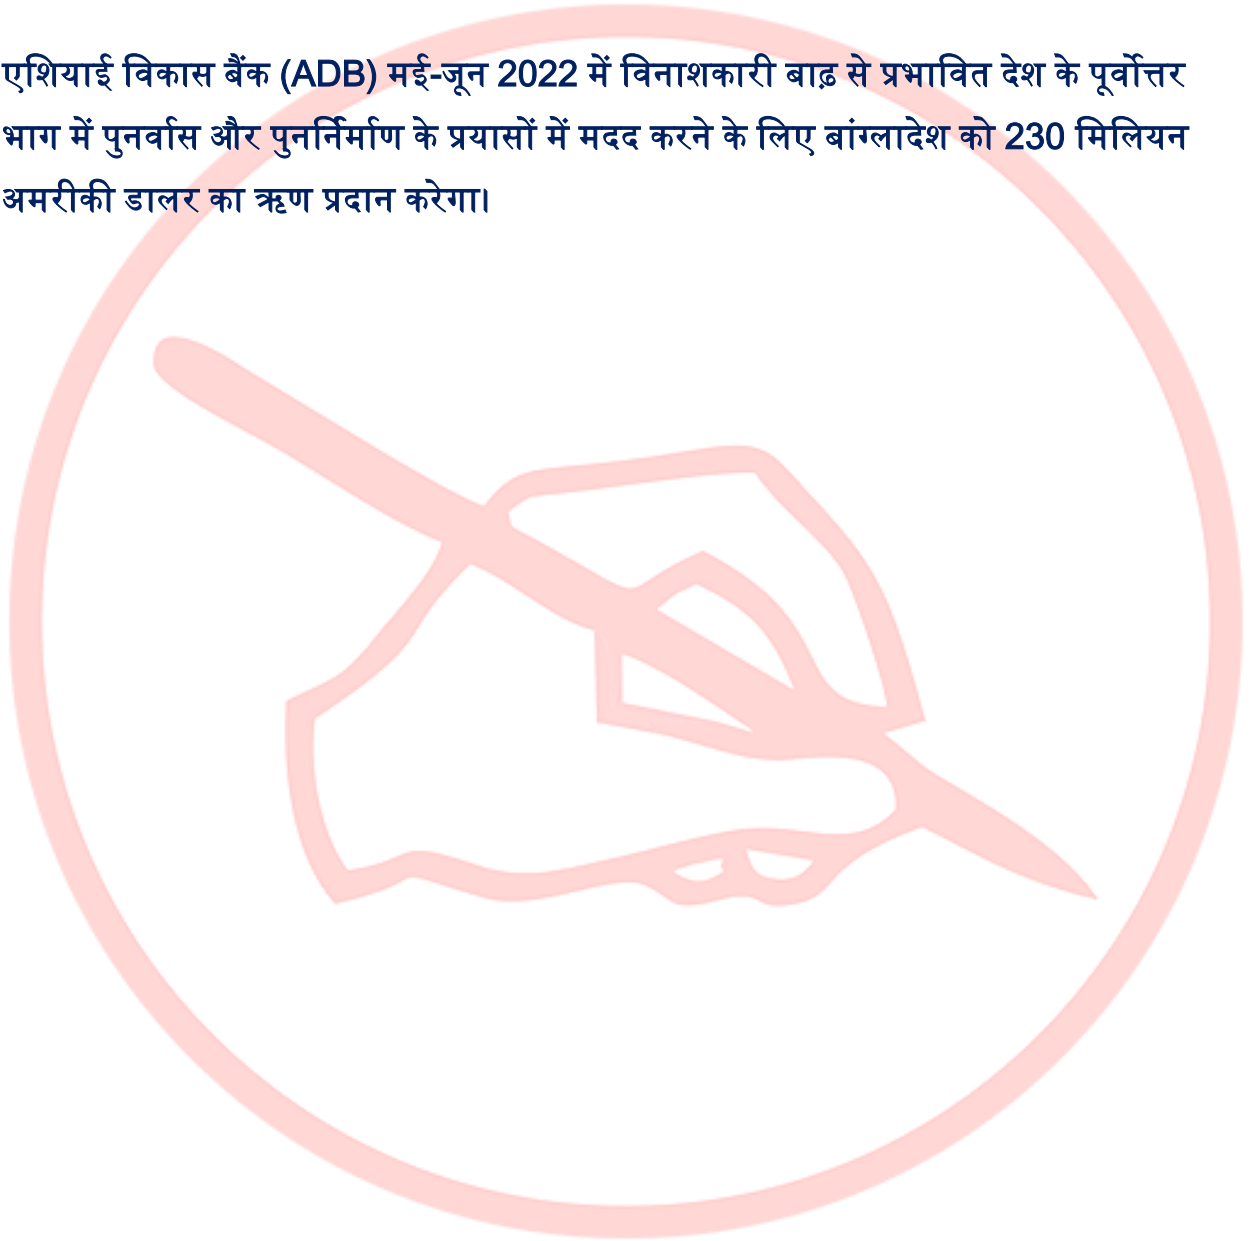 एशियाई विकास बैंक (ADB) मई-जून 2022 में विनाशकारी बाढ़ से प्रभावित देश के पूर्वोत्तर
भाग में पुनर्वास और पुनर्निर्माण के प्रयासों में मदद करने के लिए बांग्लादेश को 230 मिलियन
अमरीकी डालर का ऋण प्रदान करेगा।